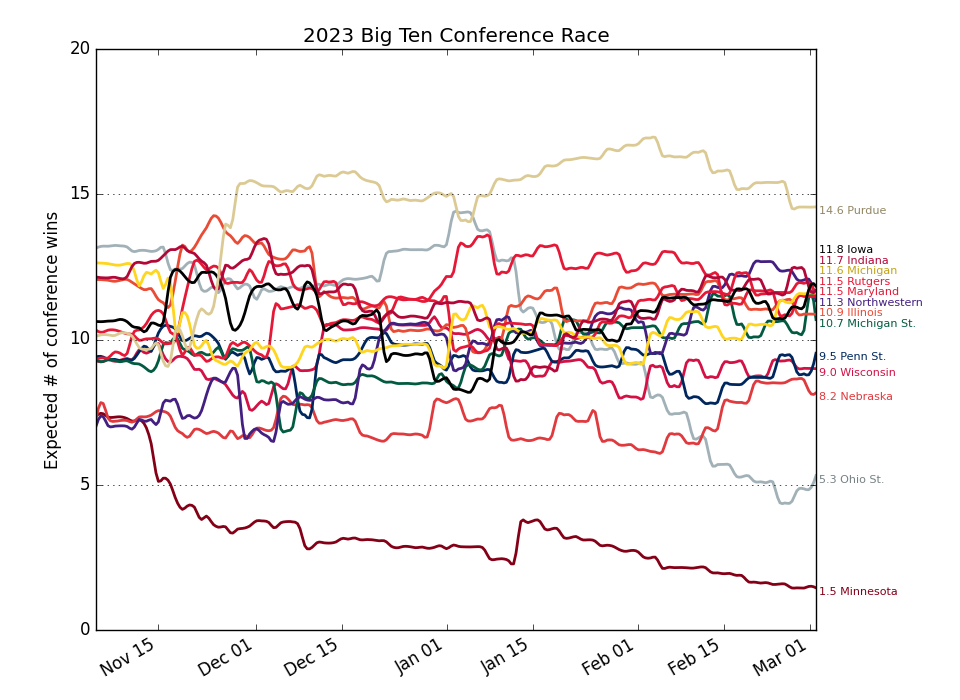 2023 Big Ten Conference Race
Expected # of conference wins
20
15
10
5
0
14.6 Purdue
11.8 Iowa
11.7 Indiana
11.6 Michigan
11.5 Rutgers
11.5 Maryland
11.3 Northwestern
10.9 Illinois
10.7 Michigan St.
9.5 Penn St.
9.0 Wisconsin
8.2 Nebraska
5.3 Ohio St.
1.5 Minnesota
Nov 15
Dec 01
Dec 15
Jan 01
Jan 15
Feb 01
Feb 15
Mar 01